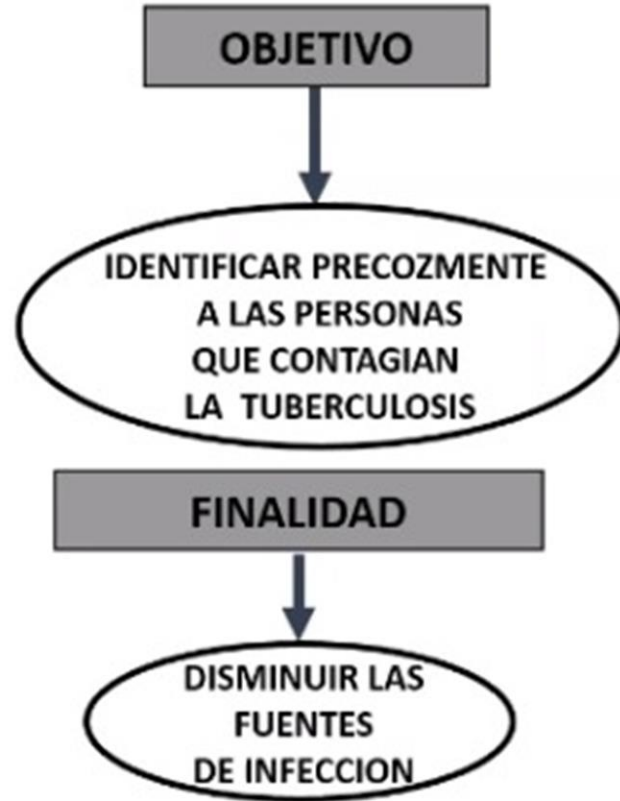 OBJETIVO
IDENTIFICAR PRECOZMENTE
A LAS PERSONAS
QUE CONTAGIAN
LA TUBERCULOSIS
FINALIDAD
DISMINUIR LAS
FUENTES
DE INFECCION